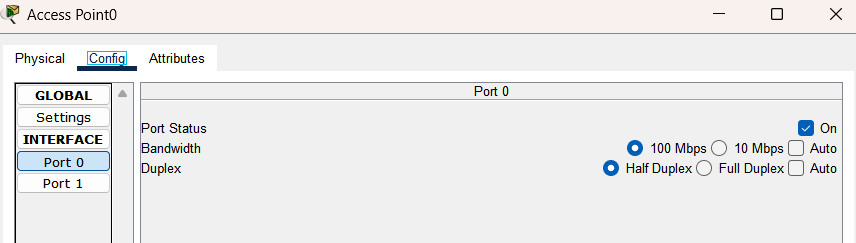 Access Point0
Physical Config Attributes
GLOBAL
Settings
INTERFACE
Port 0
Port 1
Port 0
Port Status On
Bandwidth 100 Mbps 10 Mbps Auto
Duplex Half Duplex Full Duplex Auto